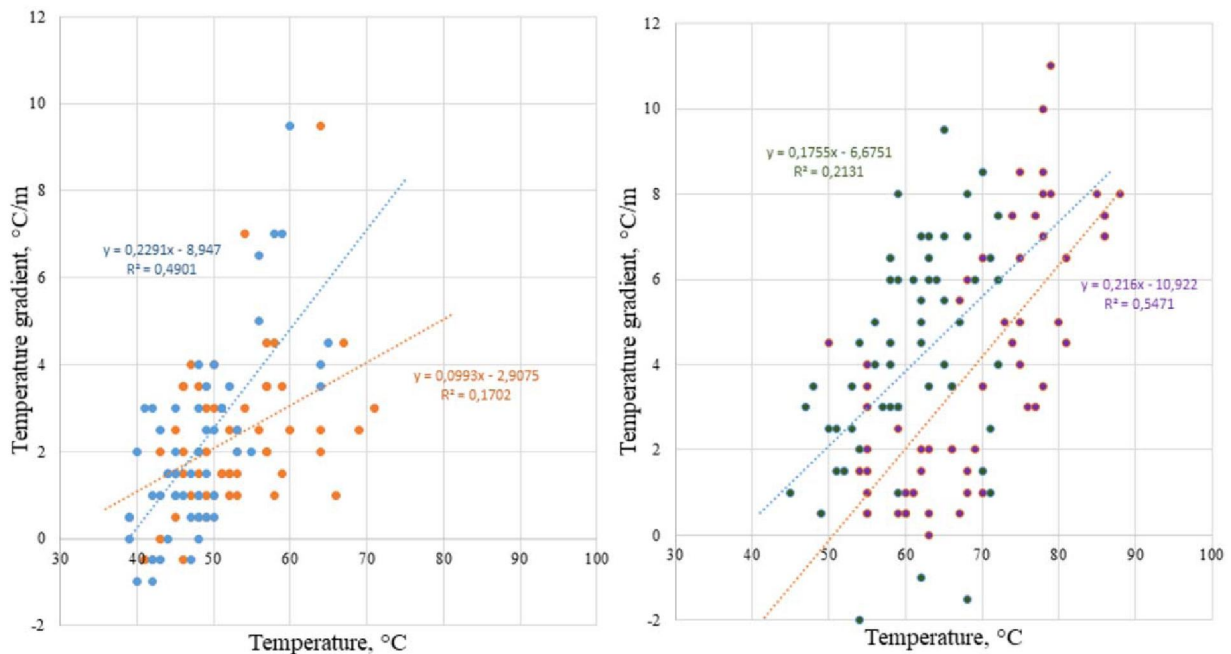 12
10
8
6
4
2
0
-2
30
40
50
60
70
80
90
100
Temperature gradient, °C/m
Temperature, °C
y = 0,2291x - 8,947
R² = 0,4901
y = 0,0993x - 2,9075
R² = 0,1702
12
10
8
6
4
2
0
-2
30
40
50
60
70
80
90
100
Temperature gradient, °C/m
Temperature, °C
y = 0,1755x - 6,6751
R² = 0,2131
y = 0,216x - 10,922
R² = 0,5471